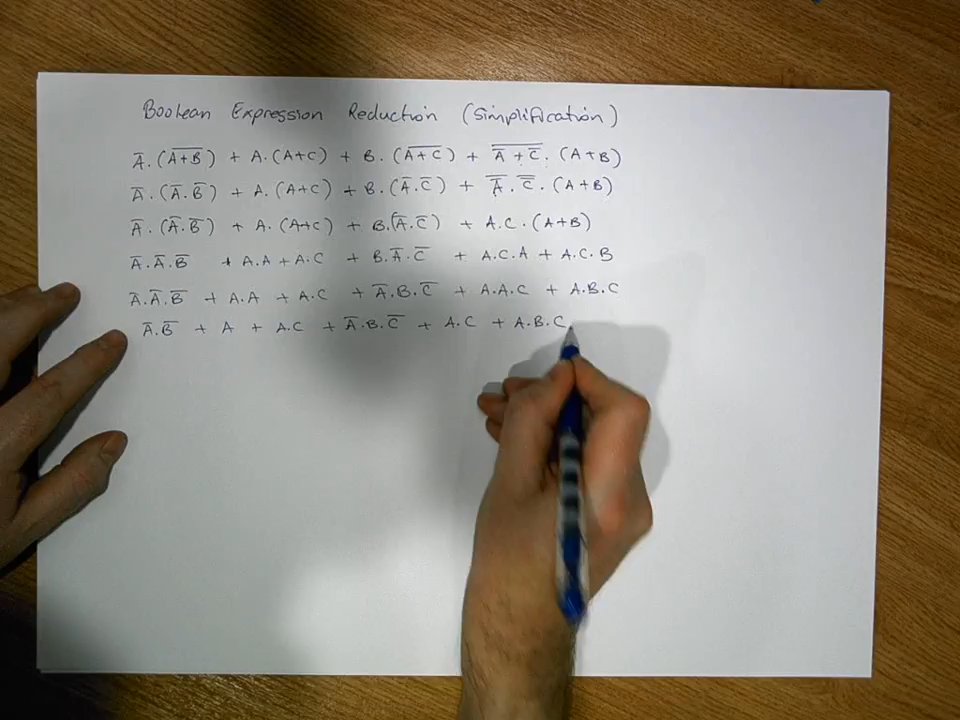 Boolean Expression Reduction (Simplification)
A̅.(A̅+̅B̅) + A.(A+C) + B.(A̅+̅C̅) + A̿ ̅+̅ C̿.(A+B)
A̅.(A̅.B̅) + A.(A+C) + B.(A̅.C̅) + A̿.C̿.(A+B)
A̅.(A̅.B̅) + A.(A+C) + B.(A̅.C̅) + A.C.(A+B)
A̅.A̅.B̅ + A.A + A.C + B.A̅.C̅ + A.C.A + A.C.B
A̅.A̅.B̅ + A.A + A.C + A̅.B.C̅ + A.A.C + A.B.C
A̅.B̅ + A + A.C + A̅.B.C̅ + A.C + A.B.C